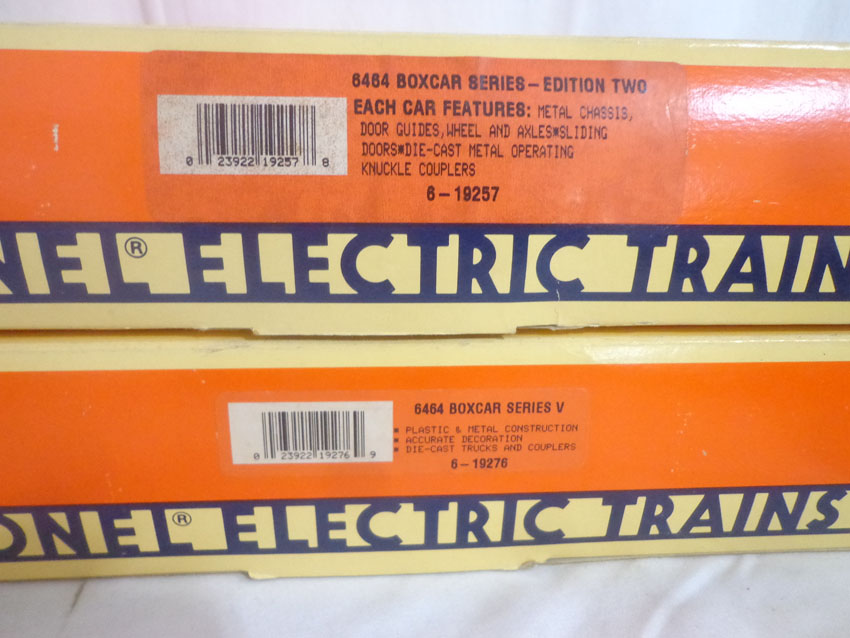 6464 BOXCAR SERIES – EDITION TWO
EACH CAR FEATURES: METAL CHASSIS,
DOOR GUIDES, WHEEL AND AXLES*SLIDING
DOORS*DIE-CAST METAL OPERATING
KNUCKLE COUPLERS
6–19257
0 23922 19257 8
NEL® ELECTRIC TRAIN
6464 BOXCAR SERIES V
▪ PLASTIC & METAL CONSTRUCTION
▪ ACCURATE DECORATION
▪ DIE-CAST TRUCKS AND COUPLERS
6–19276
0 23922 19276 9
ONEL® ELECTRIC TRAINS